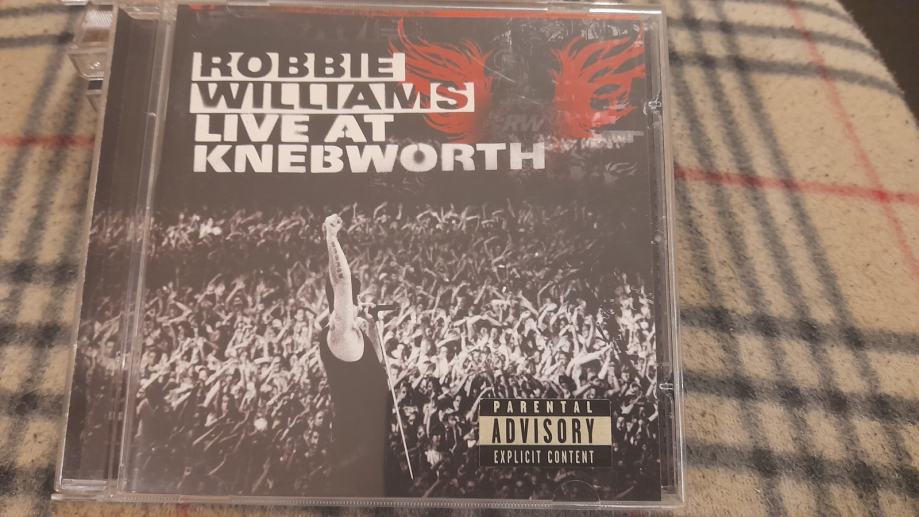 ROBBIE
WILLIAMS
LIVE AT
KNEBWORTH
PARENTAL
ADVISORY
EXPLICIT CONTENT